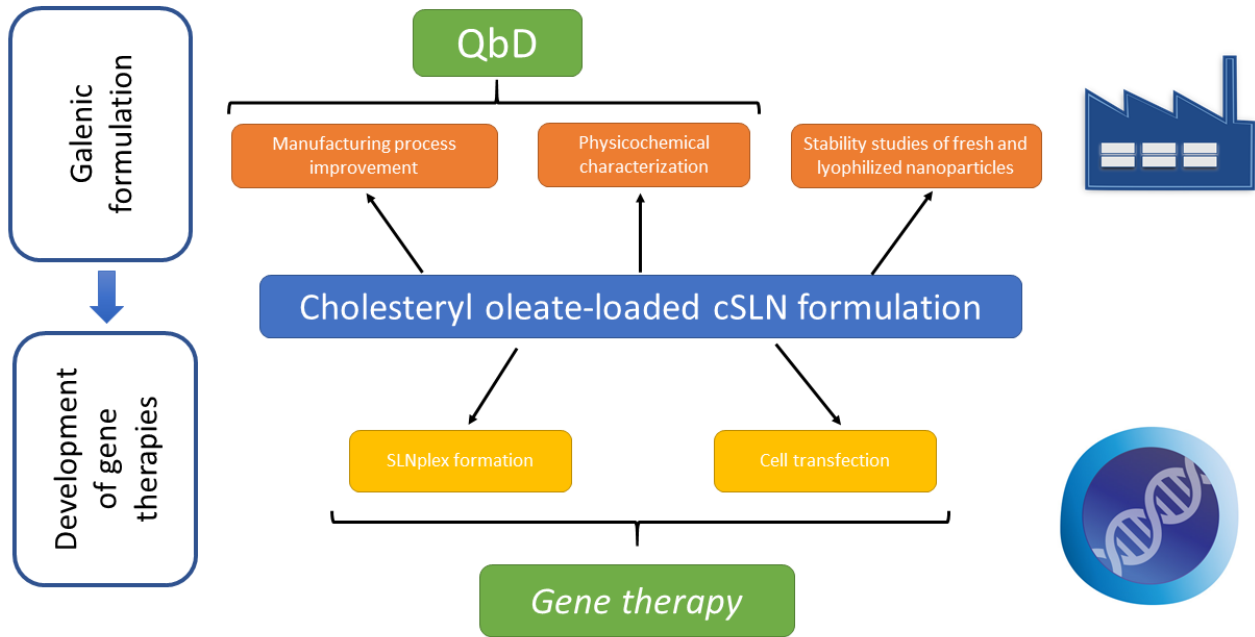 Galenic
formulation
QbD
Manufacturing process
improvement
Physicochemical
characterization
Stability studies of fresh and
lyophilized nanoparticles
Cholesteryl oleate-loaded cSLN formulation
Development
of gene
therapies
SLNplex formation
Cell transfection
Gene therapy